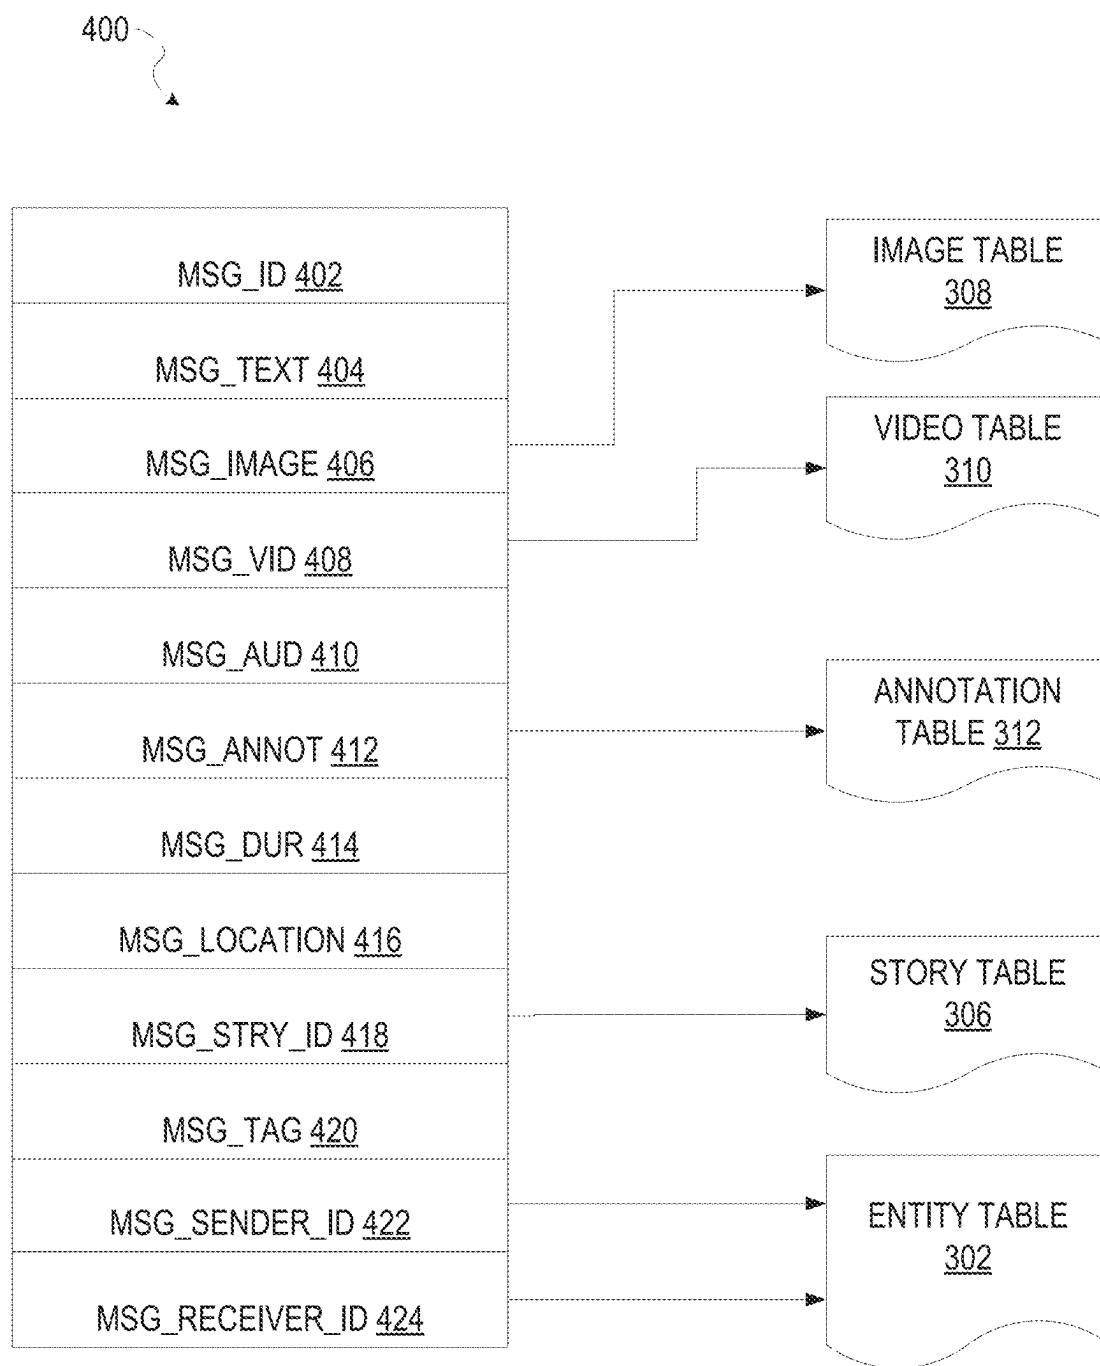 400
MSG_ID 402
MSG_TEXT 404
MSG_IMAGE 406
MSG_VID 408
MSG_AUD 410
MSG_ANNOT 412
MSG_DUR 414
MSG_LOCATION 416
MSG_STRY_ID 418
MSG_TAG 420
MSG_SENDER_ID 422
MSG_RECEIVER_ID 424
IMAGE TABLE
308
VIDEO TABLE
310
ANNOTATION
TABLE 312
STORY TABLE
306
ENTITY TABLE
302